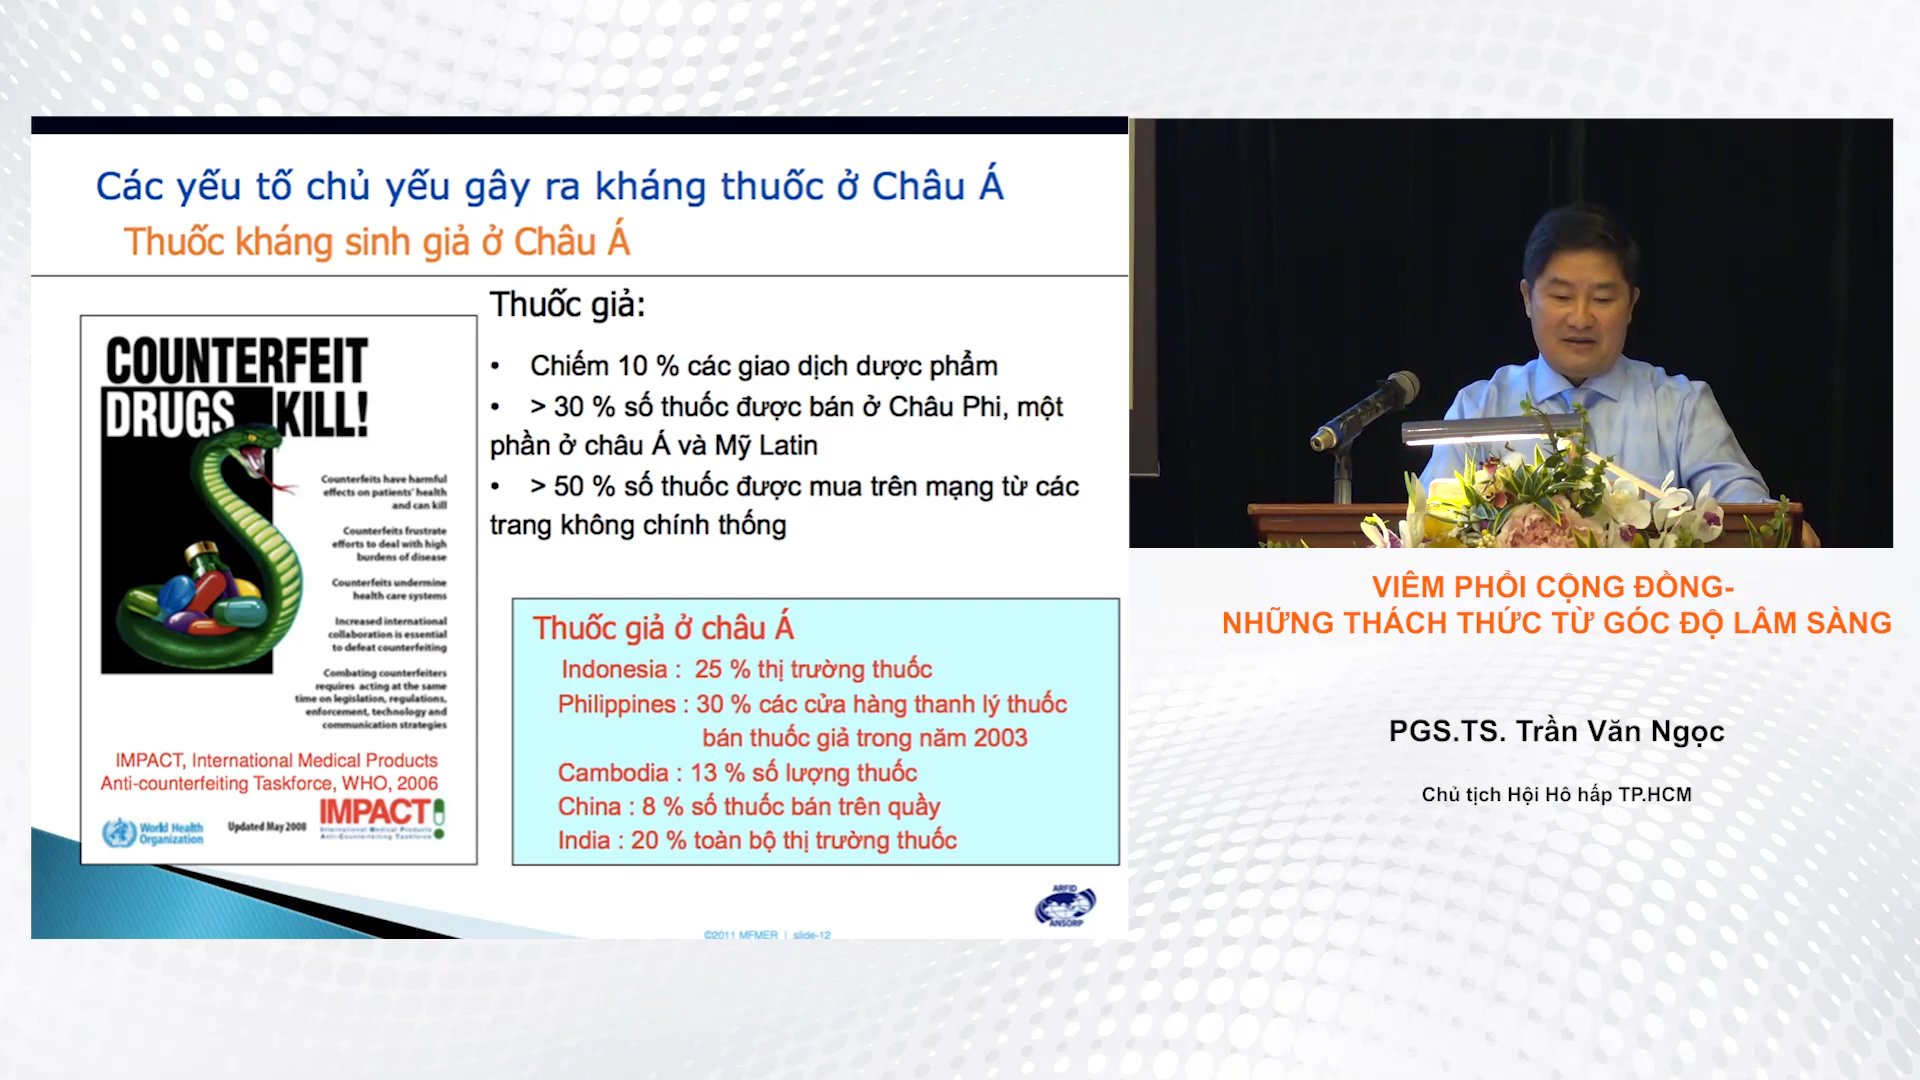 Các yếu tố chủ yếu gây ra kháng thuốc ở Châu Á
Thuốc kháng sinh giả ở Châu Á
COUNTERFEIT
DRUGS KILL!
Counterfeits have harmful
effects on patients' health
and can kill
Counterfeits frustrate
efforts to deal with high
burdens of disease
Counterfeits undermine
health care systems
Increased international
collaboration is essential
to defeat counterfeiting
Combating counterfeiters
requires acting at the same
time on legislation, regulations,
enforcement, technology and
communication strategies
IMPACT, International Medical Products
Anti-counterfeiting Taskforce, WHO, 2006
World Health
Organization
Updated May 2008
IMPACT!
International Medical Products
Anti-Counterfeiting Taskforce
Thuốc giả:
• Chiếm 10 % các giao dịch dược phẩm
• > 30 % số thuốc được bán ở Châu Phi, một
phần ở châu Á và Mỹ Latin
• > 50 % số thuốc được mua trên mạng từ các
trang không chính thống
Thuốc giả ở châu Á
Indonesia : 25 % thị trường thuốc
Philippines : 30 % các cửa hàng thanh lý thuốc
bán thuốc giả trong năm 2003
Cambodia : 13 % số lượng thuốc
China : 8 % số thuốc bán trên quầy
India : 20 % toàn bộ thị trường thuốc
ARFID
ANSORP
©2011 MFMER | slide-12
VIÊM PHỔI CỘNG ĐỒNG-
NHỮNG THÁCH THỨC TỪ GÓC ĐỘ LÂM SÀNG
PGS.TS. Trần Văn Ngọc
Chủ tịch Hội Hô hấp TP.HCM